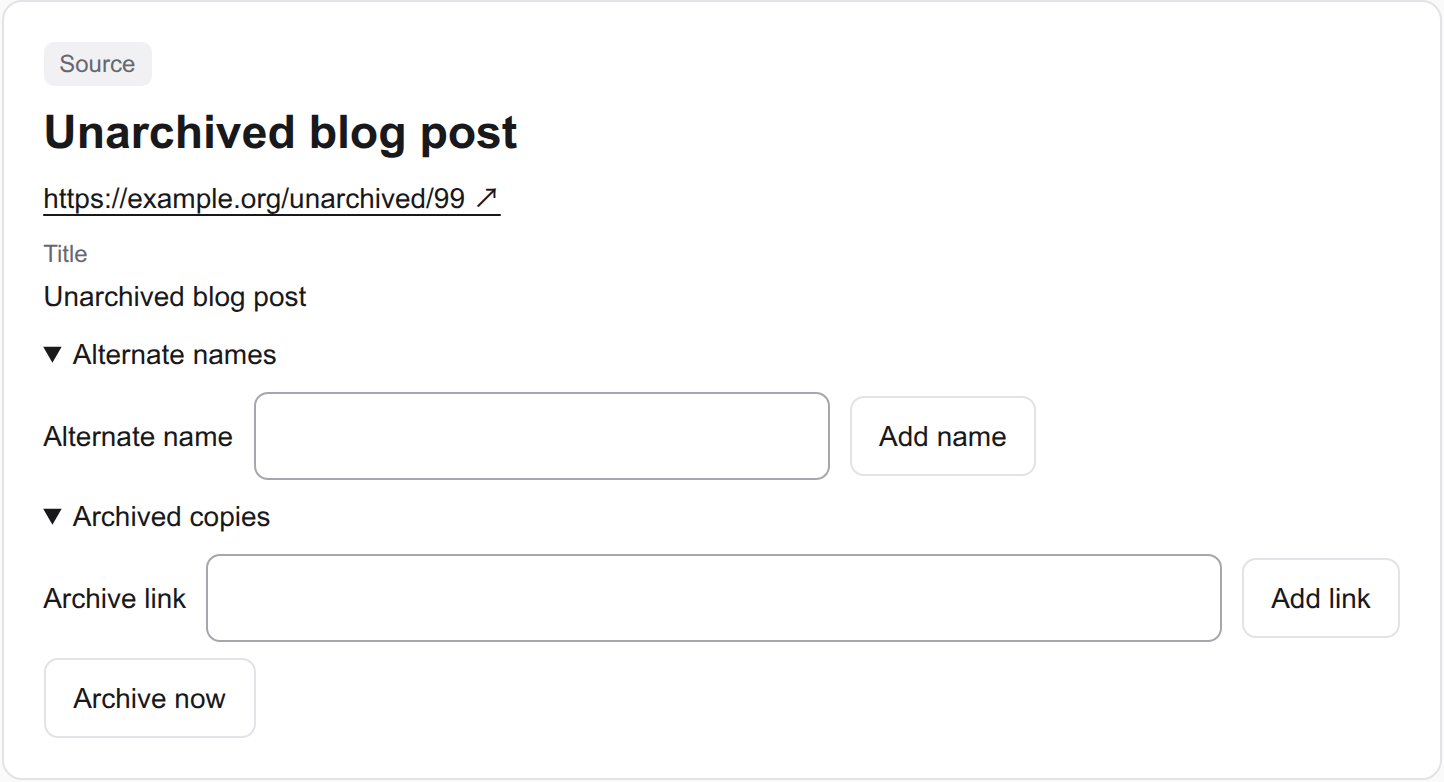 Source
Unarchived blog post
https://example.org/unarchived/99 ↗
Title
Unarchived blog post
▼ Alternate names
Alternate name Add name
▼ Archived copies
Archive link Add link
Archive now